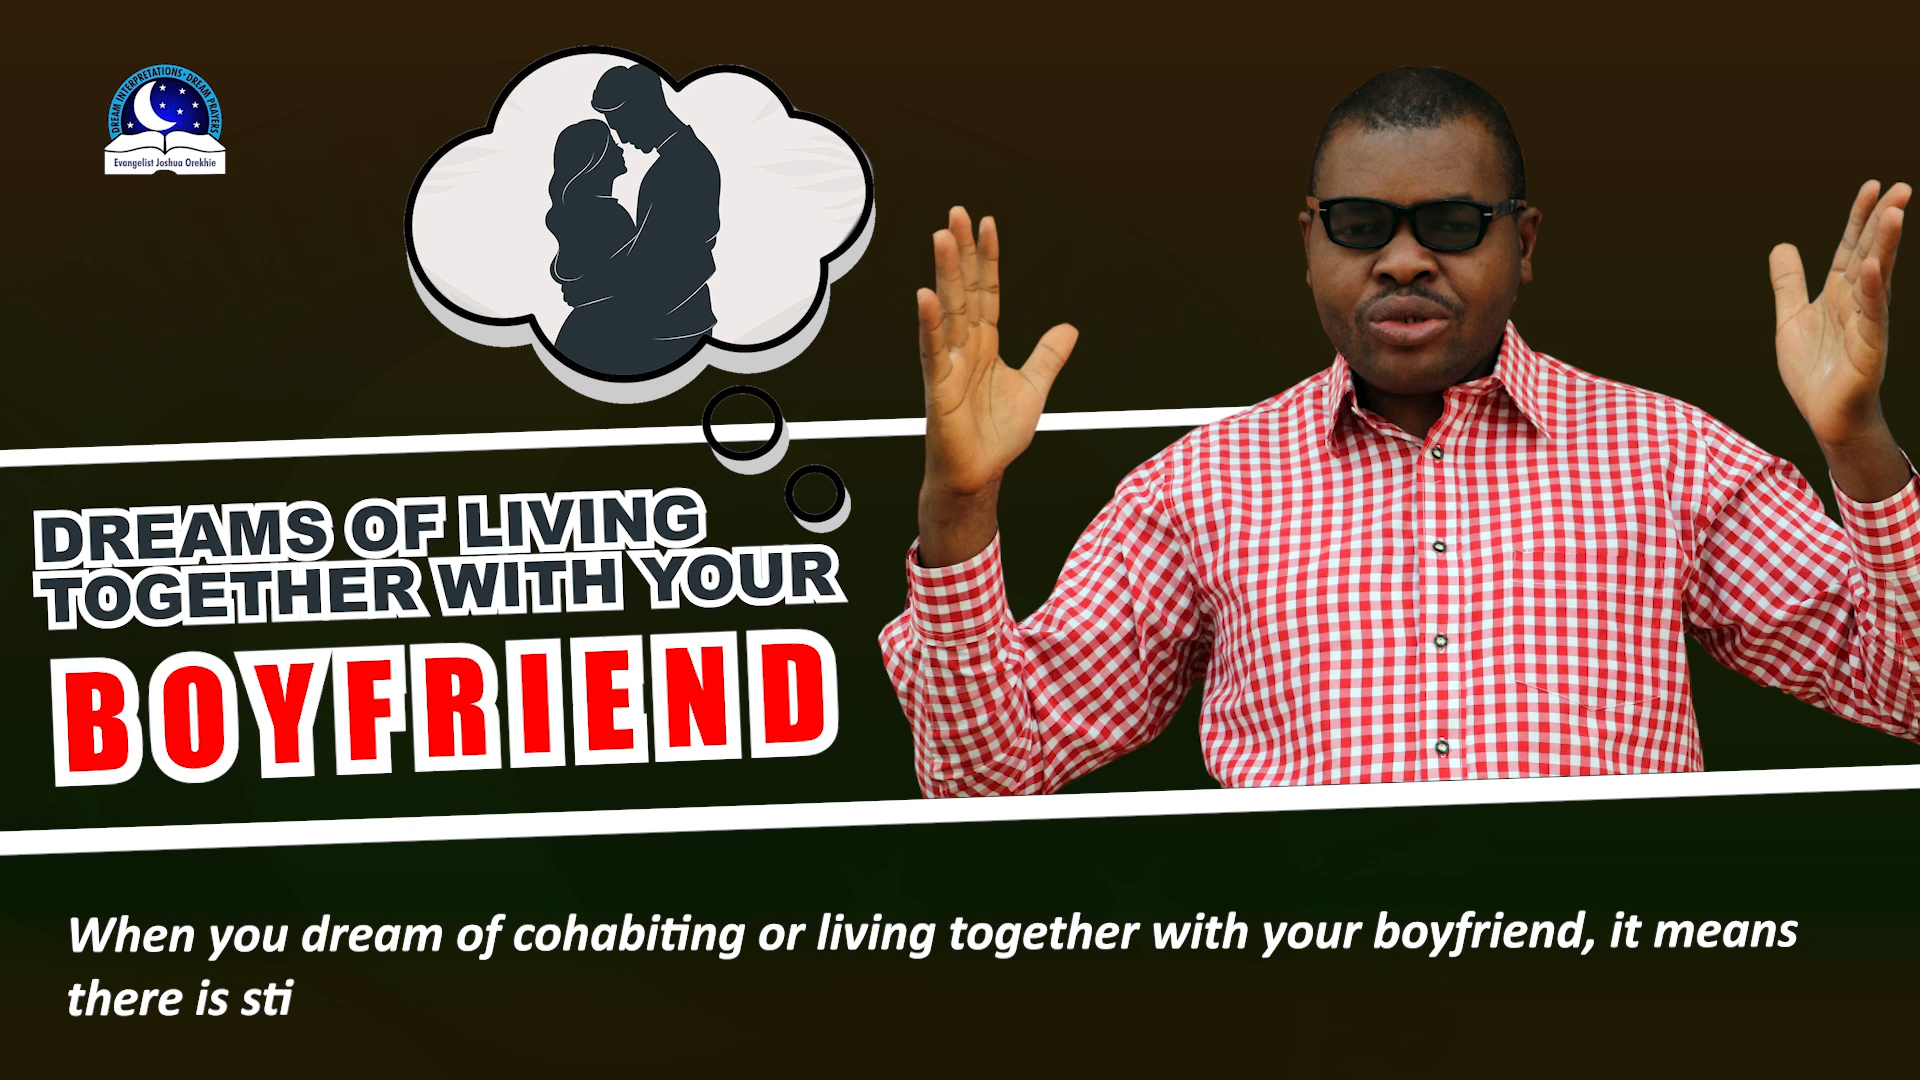 DREAM INTERPRETATIONS • DREAM PRAYERS
Evangelist Joshua Orekhie
DREAMS OF LIVING
TOGETHER WITH YOUR
BOYFRIEND
When you dream of cohabiting or living together with your boyfriend, it means
there is sti